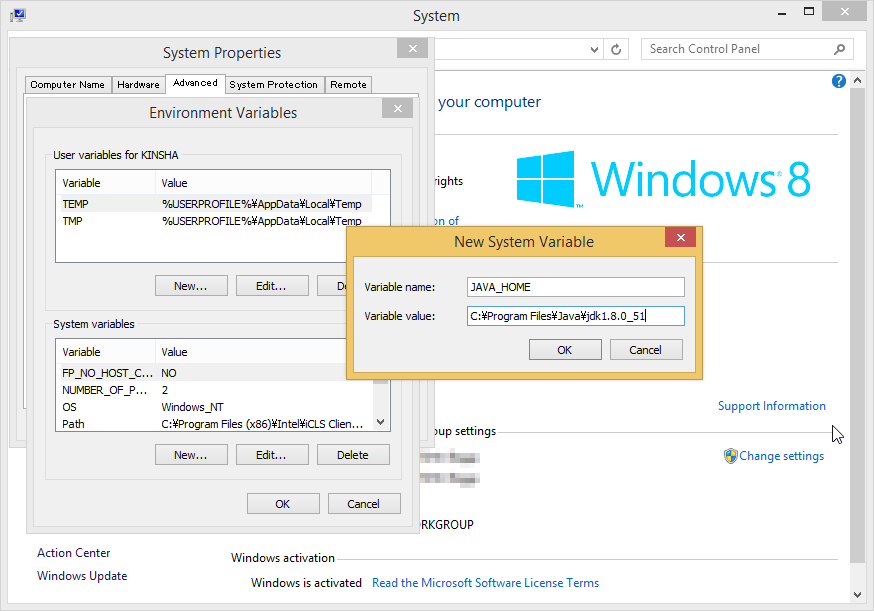 System
System Properties
Search Control Panel
Computer Name Hardware Advanced System Protection Remote
your computer
Environment Variables
User variables for KINSHA
Variable Value
TEMP %USERPROFILE%¥AppData¥Local¥Temp
TMP %USERPROFILE%¥AppData¥Local¥Temp
New... Edit...
rights
Windows 8
on of
New System Variable
Variable name: JAVA_HOME
Variable value: C:¥Program Files¥Java¥jdk1.8.0_51
OK Cancel
System variables
Variable Value
FP_NO_HOST_C... NO
NUMBER_OF_P... 2
OS Windows_NT
Path C:¥Program Files (x86)¥Intel¥iCLS Clien...
New... Edit... Delete
OK Cancel
Support Information
oup settings
Change settings
RKGROUP
Action Center
Windows Update
Windows activation
Windows is activated Read the Microsoft Software License Terms